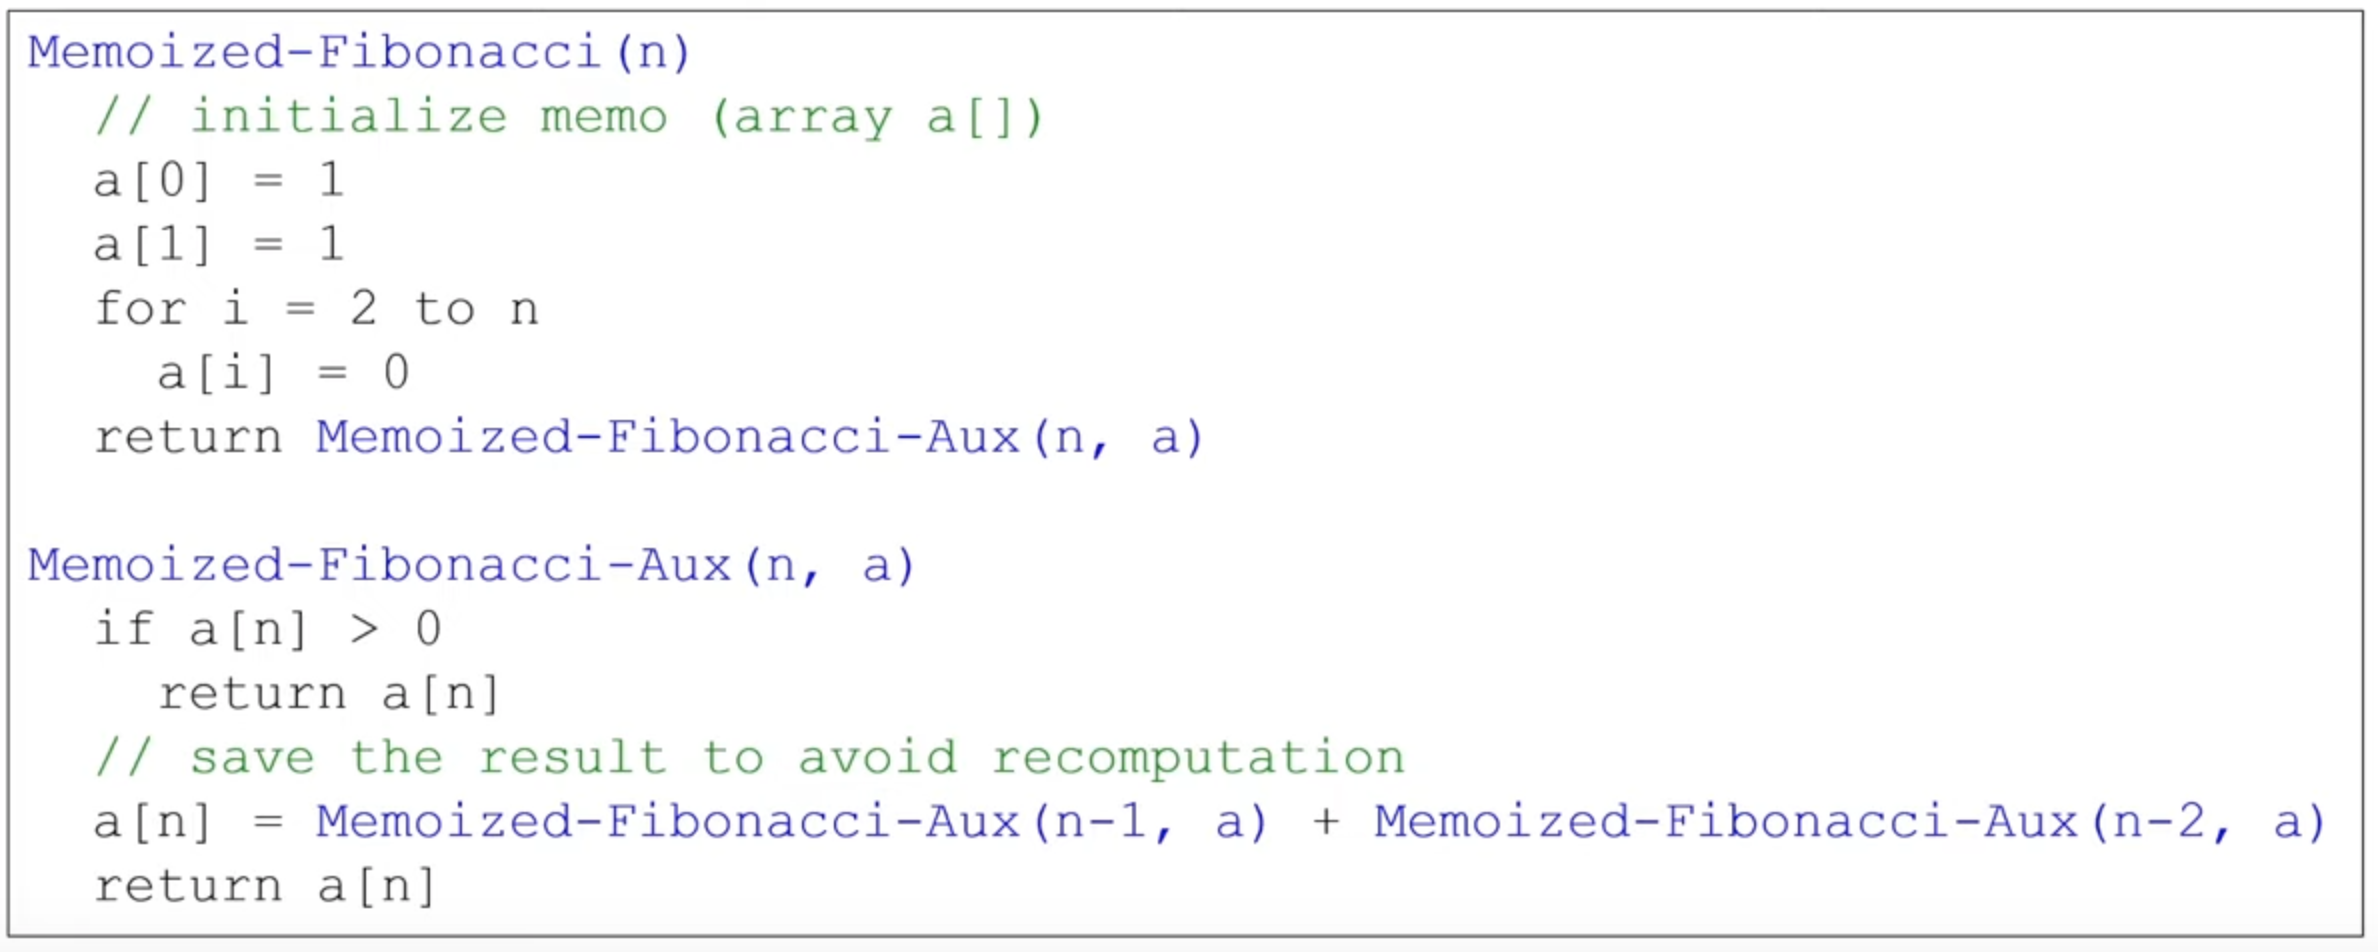 Memoized-Fibonacci(n)
// initialize memo (array a[])
a[0] = 1
a[1] = 1
for i = 2 to n
a[i] = 0
return Memoized-Fibonacci-Aux(n, a)
Memoized-Fibonacci-Aux(n, a)
if a[n] > 0
return a[n]
// save the result to avoid recomputation
a[n] = Memoized-Fibonacci-Aux(n-1, a) + Memoized-Fibonacci-Aux(n-2, a)
return a[n]